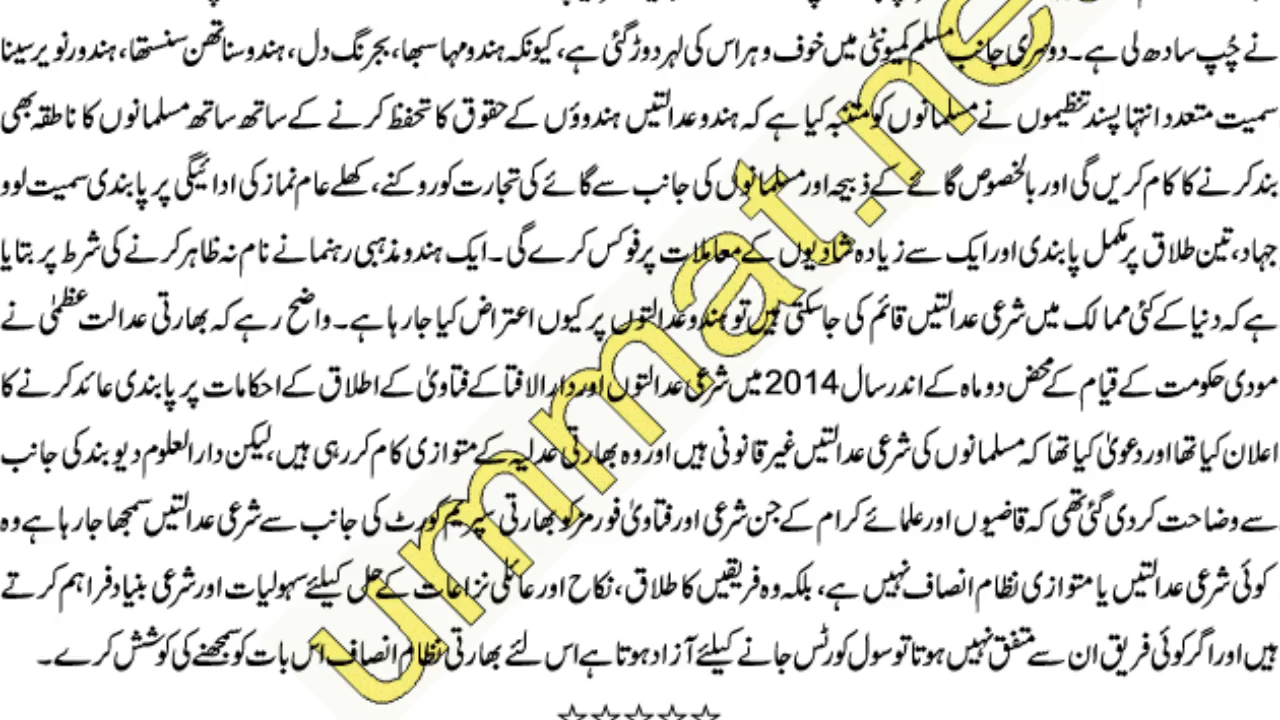 نے چُپ سادھ لی ہے۔ دوسری جانب مسلم کمیونٹی میں خوف و ہراس کی لہر دوڑ گئی ہے، کیونکہ ہندو مہاسبھا، بجرنگ دل، ہندو سناتھن سنستھا، ہندو رنویر سینا
سمیت متعدد انتہا پسند تنظیموں نے مسلمانوں کو متنبہ کیا ہے کہ ہندو عدالتیں ہندوؤں کے حقوق کا تحفظ کرنے کے ساتھ ساتھ مسلمانوں کا ناطقہ بھی
بند کرنے کا کام کریں گی اور بالخصوص گائے کے ذبیحہ اور مسلمانوں کی جانب سے گائے کی تجارت کو روکنے، کھلے عام نماز کی ادائیگی پر پابندی سمیت لوو
جہاد، تین طلاق پر مکمل پابندی اور ایک سے زیادہ شادیوں کے معاملات پر فوکس کرے گی۔ ایک ہندو مذہبی رہنما نے نام نہ ظاہر کرنے کی شرط پر بتایا
ہے کہ دنیا کے کئی ممالک میں شرعی عدالتیں قائم کی جاسکتی ہیں تو ہندو عدالتوں پر کیوں اعتراض کیا جارہا ہے۔ واضح رہے کہ بھارتی عدالت عظمٰی نے
مودی حکومت کے قیام کے محض دو ماہ کے اندر سال 2014 میں شرعی عدالتوں اور دارالافتا کے فتاویٰ کے اطلاق کے احکامات پر پابندی عائد کرنے کا
اعلان کیا تھا اور دعویٰ کیا تھا کہ مسلمانوں کی شرعی عدالتیں غیر قانونی ہیں اور وہ بھارتی عدلیہ کے متوازی کام کر رہی ہیں، لیکن دارالعلوم دیوبند کی جانب
سے وضاحت کردی گئی تھی کہ قاضیوں اور علمائے کرام کے جن شرعی اور فتاویٰ فورمز کو بھارتی سپریم کورٹ کی جانب سے شرعی عدالتیں سمجھا جارہا ہے وہ
کوئی شرعی عدالتیں یا متوازی نظام انصاف نہیں ہے، بلکہ وہ فریقین کا طلاق، نکاح اور عائلی نزاعات کے حل کیلئے سہولیات اور شرعی بنیاد فراہم کرتے
ہیں اور اگر کوئی فریق ان سے متفق نہیں ہوتا تو سول کورٹس جانے کیلئے آزاد ہوتا ہے اس لئے بھارتی نظام انصاف اس بات کو سمجھنے کی کوشش کرے۔
☆☆☆☆☆
ummat.ne